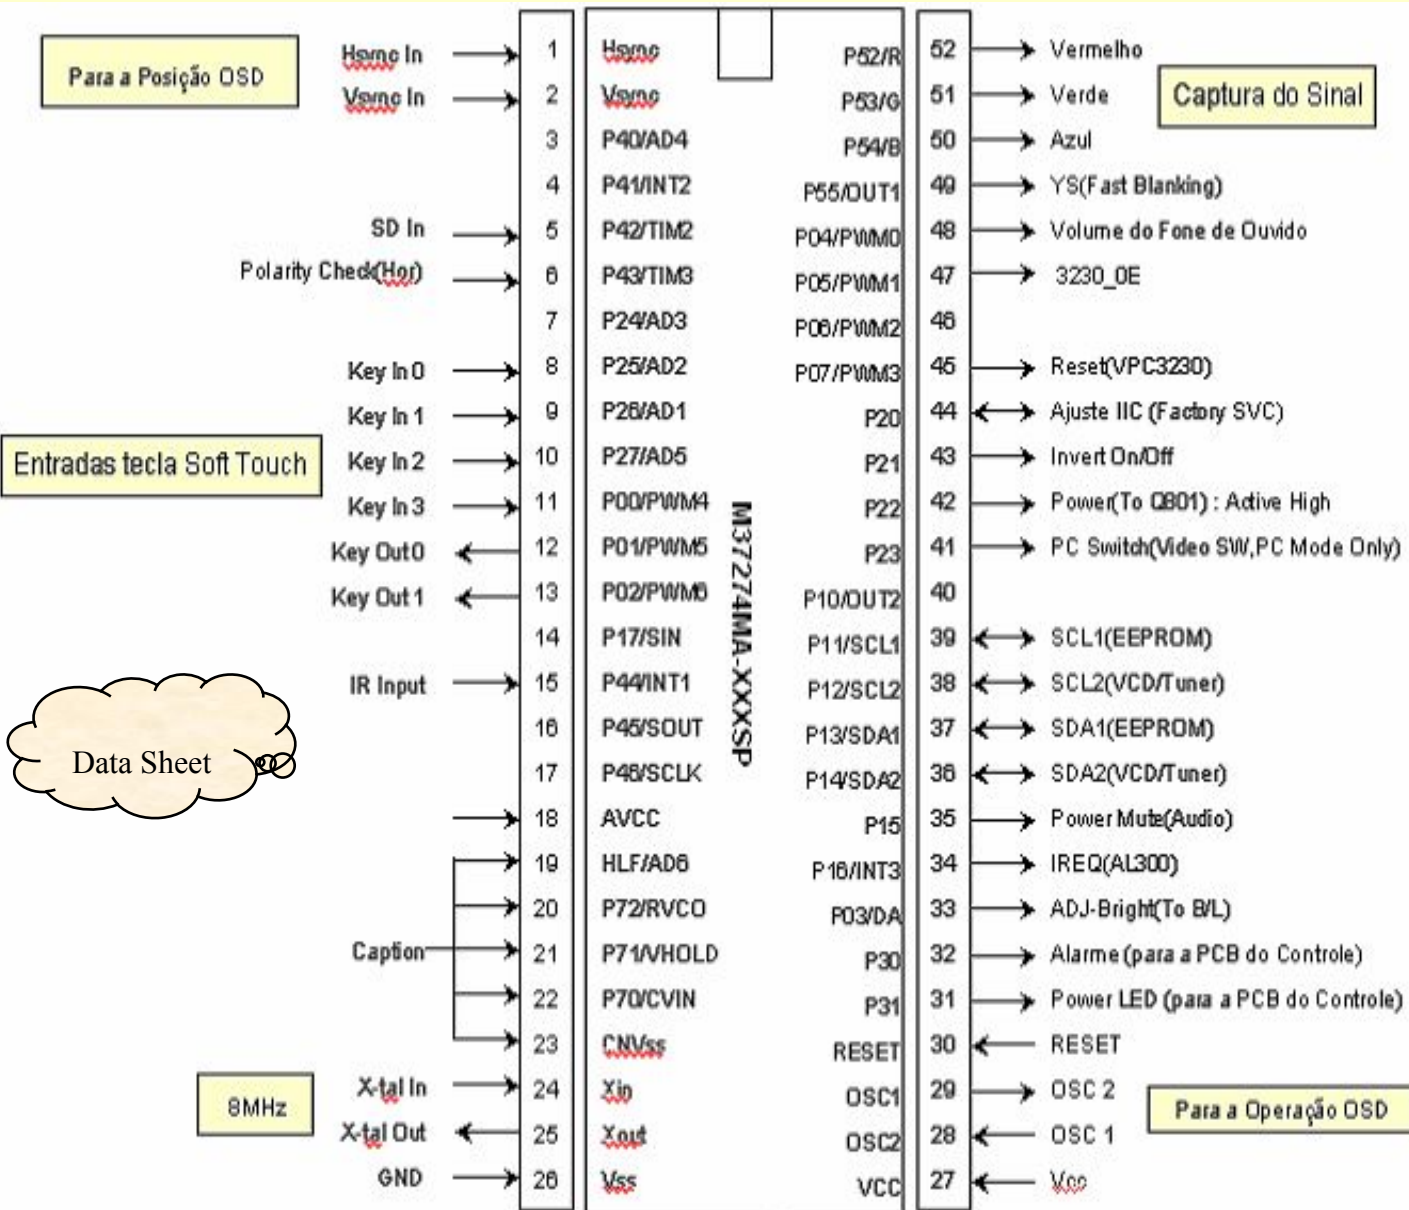 Para a Posição OSD
Hsync In 1 Hsync P52/R 52 Vermelho
Vsync In 2 Vsync P53/G 51 Verde
Captura do Sinal
3 P40/AD4 P54/B 50 Azul
4 P41/INT2 P55/OUT1 49 YS(Fast Blanking)
SD In 5 P42/TIM2 P04/PWM0 48 Volume do Fone de Ouvido
Polarity Check(Hor) 6 P43/TIM3 P05/PWM1 47 3230_0E
7 P24/AD3 P06/PWM2 46
Key In 0 8 P25/AD2 P07/PWM3 45 Reset(VPC3230)
Key In 1 9 P26/AD1 P20 44 Ajuste IIC (Factory SVC)
Entradas tecla Soft Touch
Key In 2 10 P27/AD5 P21 43 Invert On/Off
Key In 3 11 P00/PWM4 P22 42 Power(To Q801) : Active High
Key Out0 12 P01/PWM5 P23 41 PC Switch(Video SW,PC Mode Only)
Key Out 1 13 P02/PWM6 P10/OUT2 40
M37274MA-XXXSP
14 P17/SIN P11/SCL1 39 SCL1(EEPROM)
IR Input 15 P44/INT1 P12/SCL2 38 SCL2(VCD/Tuner)
16 P45/SOUT P13/SDA1 37 SDA1(EEPROM)
Data Sheet
17 P46/SCLK P14/SDA2 36 SDA2(VCD/Tuner)
18 AVCC P15 35 Power Mute(Audio)
19 HLF/AD6 P16/INT3 34 IREQ(AL300)
20 P72/RVCO P03/DA 33 ADJ-Bright(To B/L)
Caption 21 P71/VHOLD P30 32 Alarme (para a PCB do Controle)
22 P70/CVIN P31 31 Power LED (para a PCB do Controle)
23 CNVss RESET 30 RESET
8MHz
X-tal In 24 Xin OSC1 29 OSC 2
Para a Operação OSD
X-tal Out 25 Xout OSC2 28 OSC 1
GND 26 Vss VCC 27 Vcc